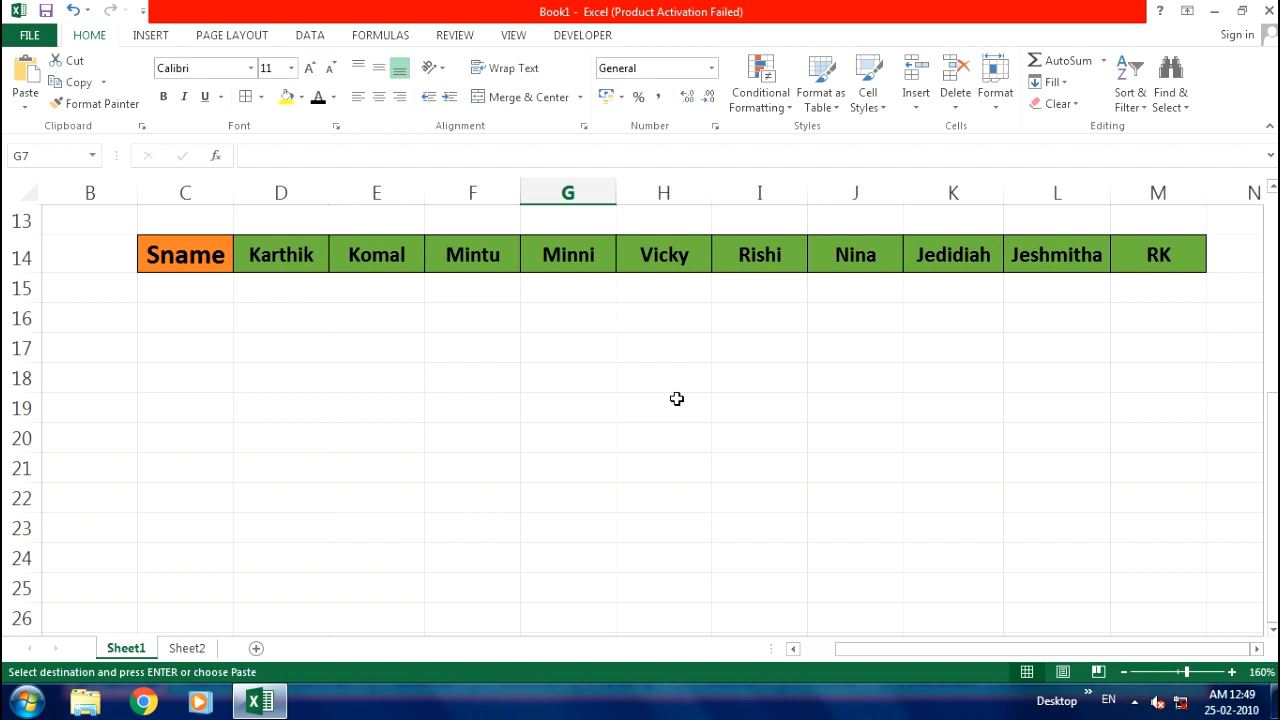 Book1 - Excel (Product Activation Failed)
?
FILE HOME INSERT PAGE LAYOUT DATA FORMULAS REVIEW VIEW DEVELOPER Sign in
Paste
Cut
Copy
Format Painter
Clipboard
Calibri 11 A A
B I U A
Font
Wrap Text
Merge & Center
Alignment
General
% ,
Number
Conditional Formatting
Format as Table
Cell Styles
Styles
Insert
Delete
Format
Cells
AutoSum
Fill
Clear
Sort & Filter
Find & Select
Editing
G7 fx
B C D E F G H I J K L M N
13
14 Sname Karthik Komal Mintu Minni Vicky Rishi Nina Jedidiah Jeshmitha RK
15
16
17
18
19
20
21
22
23
24
25
26
Sheet1 Sheet2
Select destination and press ENTER or choose Paste 160%
Desktop EN AM 12:49
25-02-2010